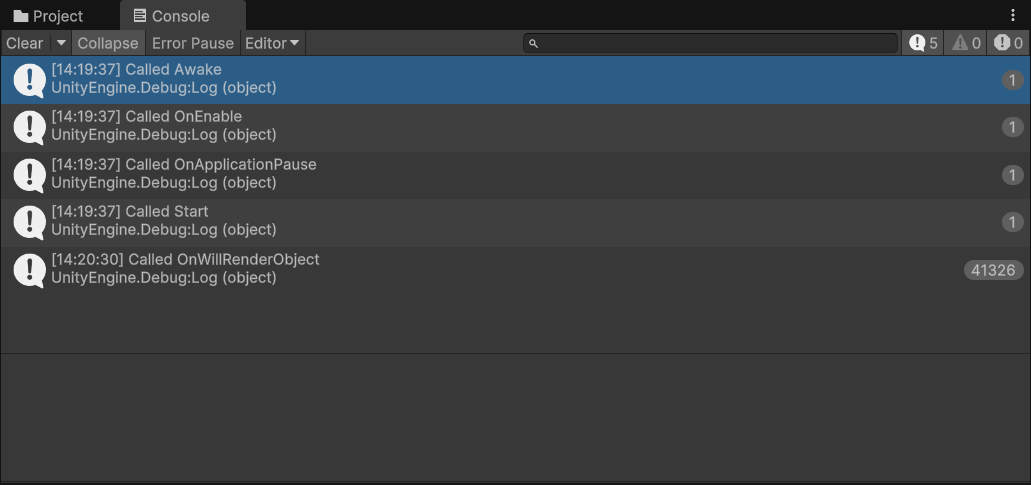 Project Console
Clear Collapse Error Pause Editor 5 0 0
[14:19:37] Called Awake
UnityEngine.Debug:Log (object) 1
[14:19:37] Called OnEnable
UnityEngine.Debug:Log (object) 1
[14:19:37] Called OnApplicationPause
UnityEngine.Debug:Log (object) 1
[14:19:37] Called Start
UnityEngine.Debug:Log (object) 1
[14:20:30] Called OnWillRenderObject
UnityEngine.Debug:Log (object) 41326